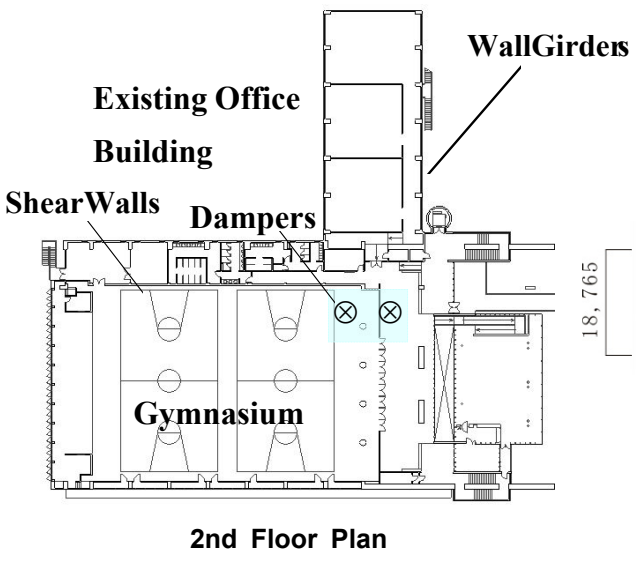 WallGirders
Existing Office
Building
ShearWalls
Dampers
18,765
Gymnasium
2nd Floor Plan